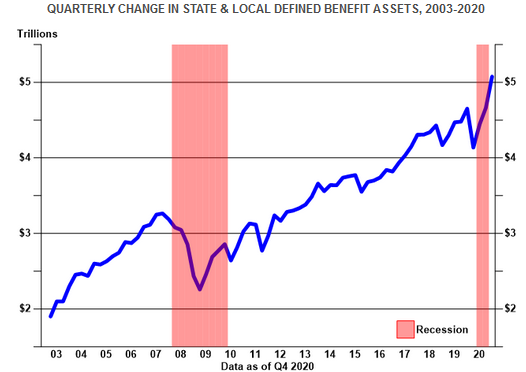 QUARTERLY CHANGE IN STATE & LOCAL DEFINED BENEFIT ASSETS, 2003-2020
Trillions
$5 $5
$4 $4
$3 $3
$2 $2
Recession
03 04 05 06 07 08 09 10 11 12 13 14 15 16 17 18 19 20
Data as of Q4 2020